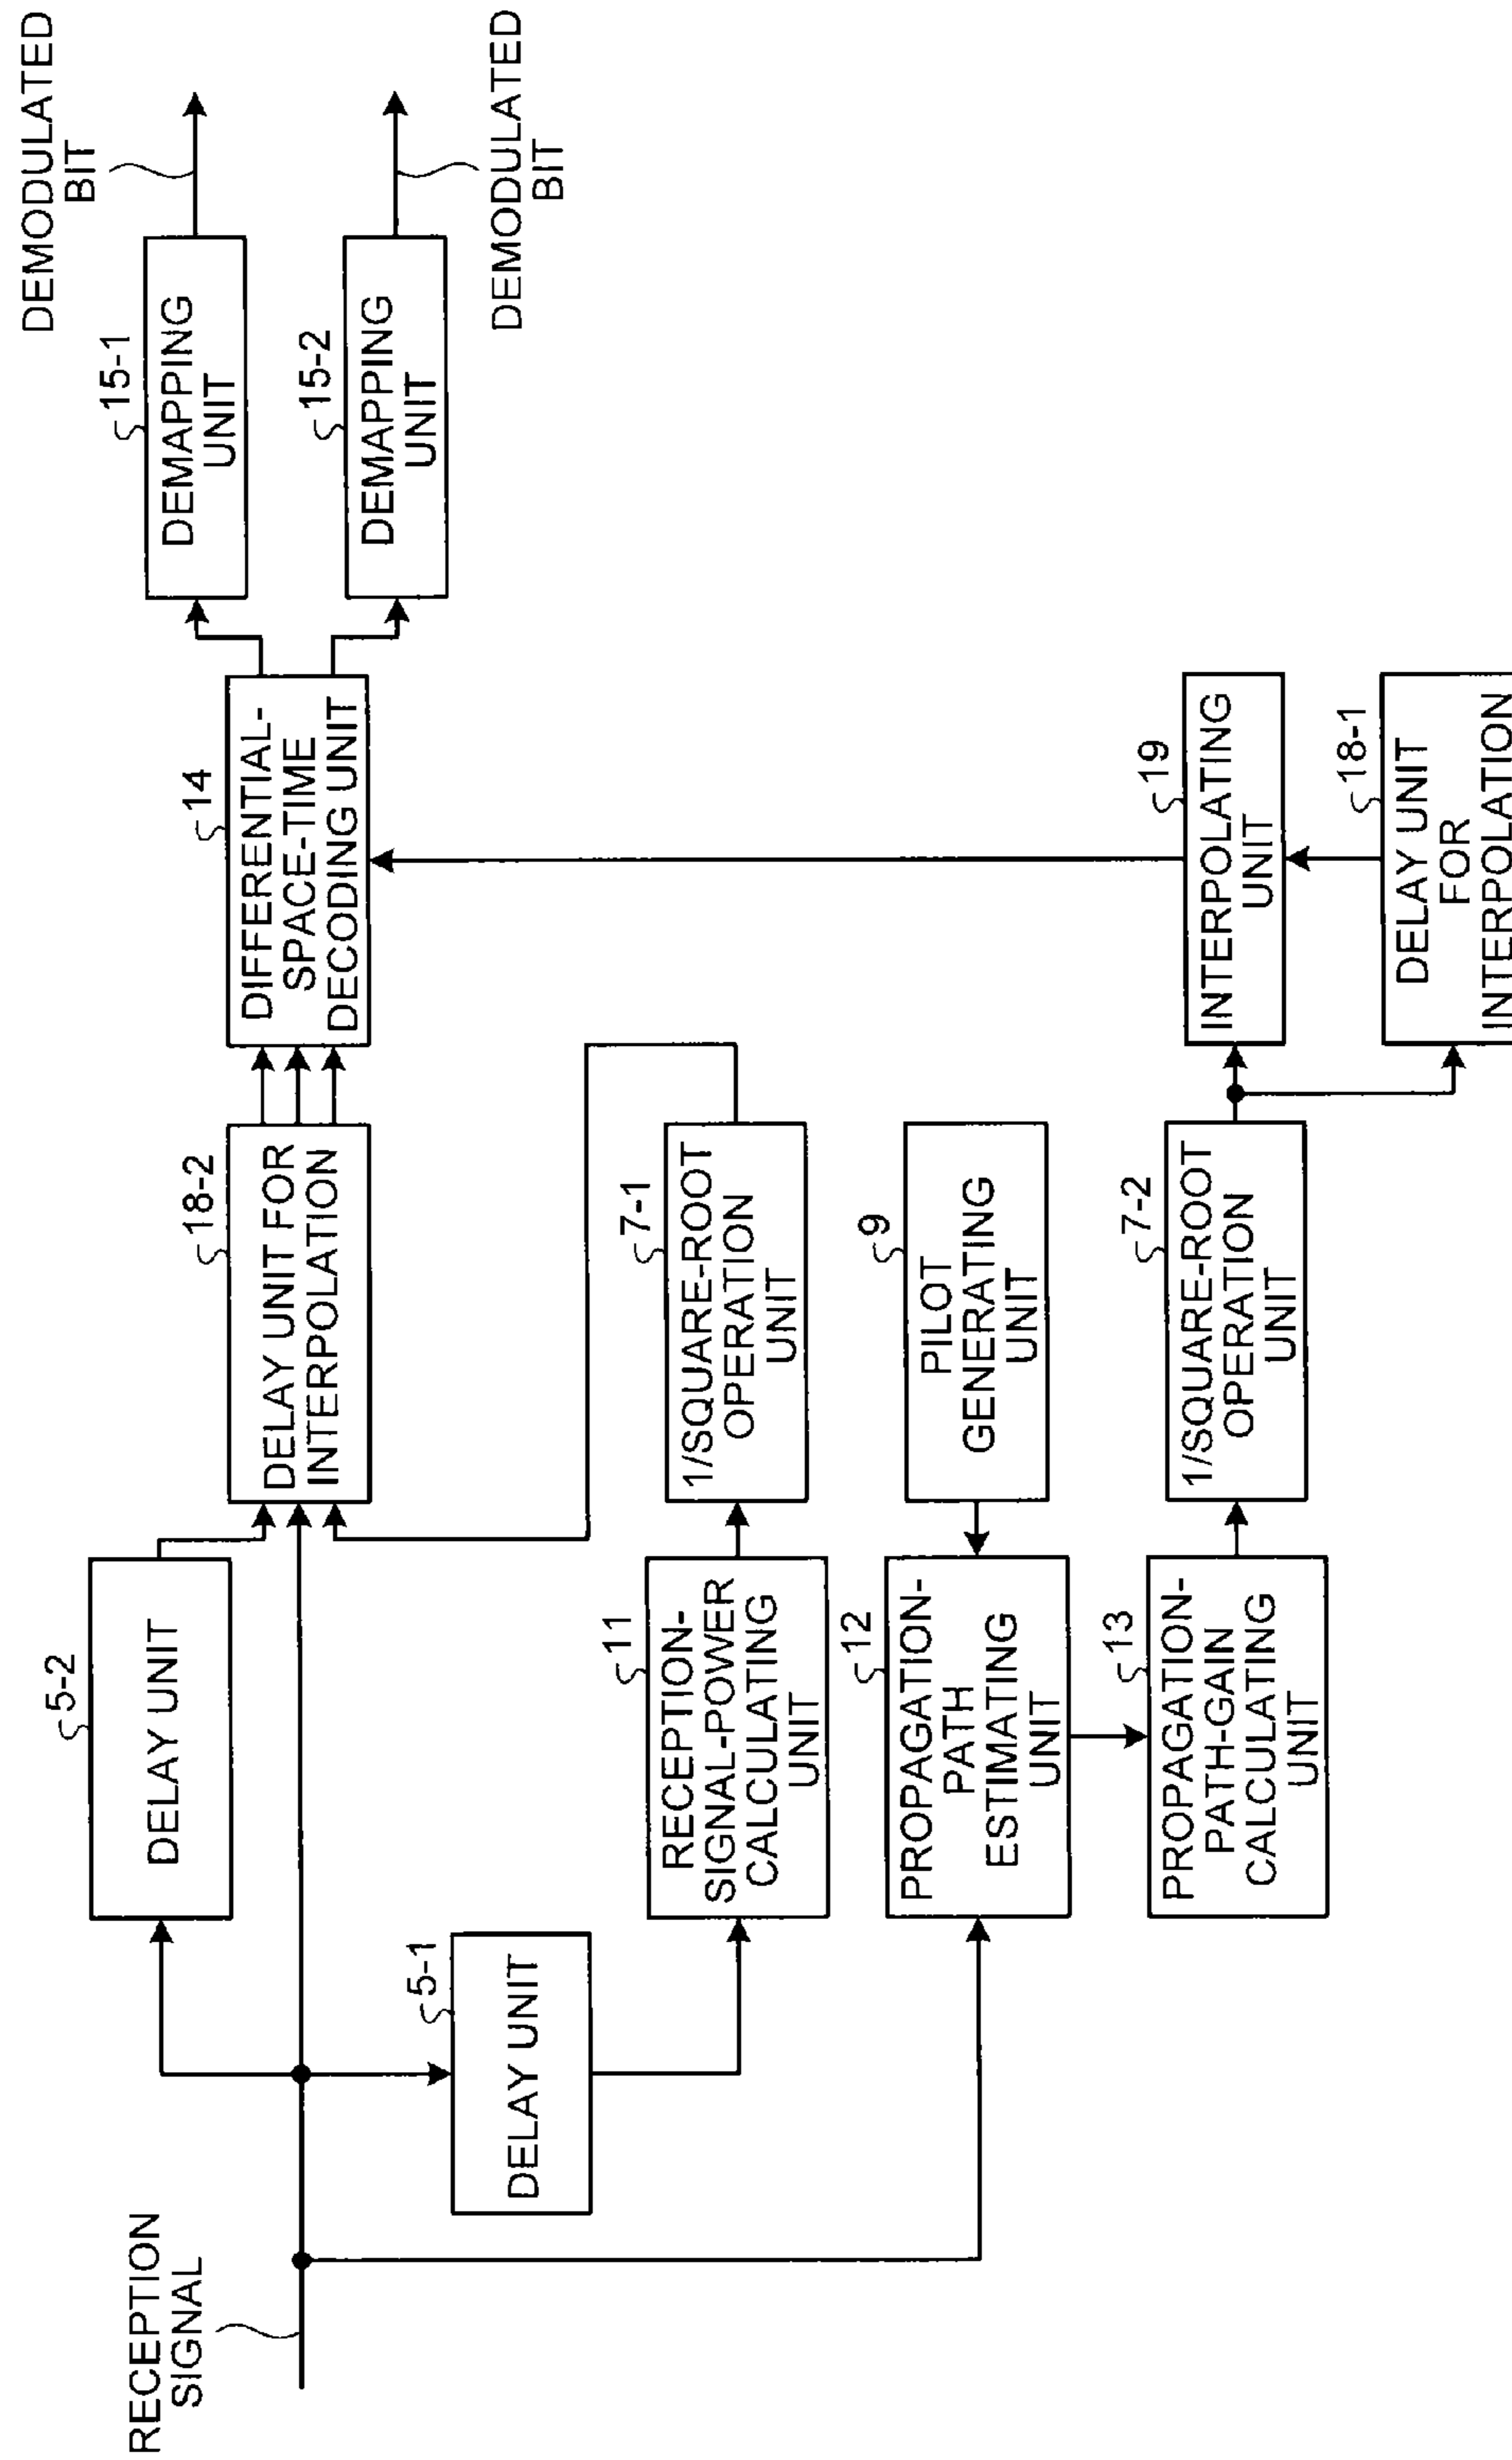 RECEPTION
SIGNAL
5-2
DELAY UNIT
5-1
DELAY UNIT
18-2
DELAY UNIT FOR
INTERPOLATION
14
DIFFERENTIAL-
SPACE-TIME
DECODING UNIT
15-1
DEMAPPING
UNIT
DEMODULATED
BIT
15-2
DEMAPPING
UNIT
DEMODULATED
BIT
11
RECEPTION-
SIGNAL-POWER
CALCULATING
UNIT
7-1
1/SQUARE-ROOT
OPERATION
UNIT
12
PROPAGATION-
PATH
ESTIMATING
UNIT
9
PILOT
GENERATING
UNIT
13
PROPAGATION-
PATH-GAIN
CALCULATING
UNIT
7-2
1/SQUARE-ROOT
OPERATION
UNIT
19
INTERPOLATING
UNIT
18-1
DELAY UNIT
FOR
INTERPOLATION